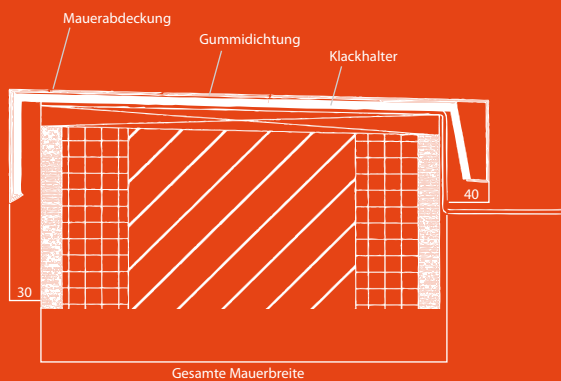 Mauerabdeckung
Gummidichtung
Klackhalter
40
30
Gesamte Mauerbreite